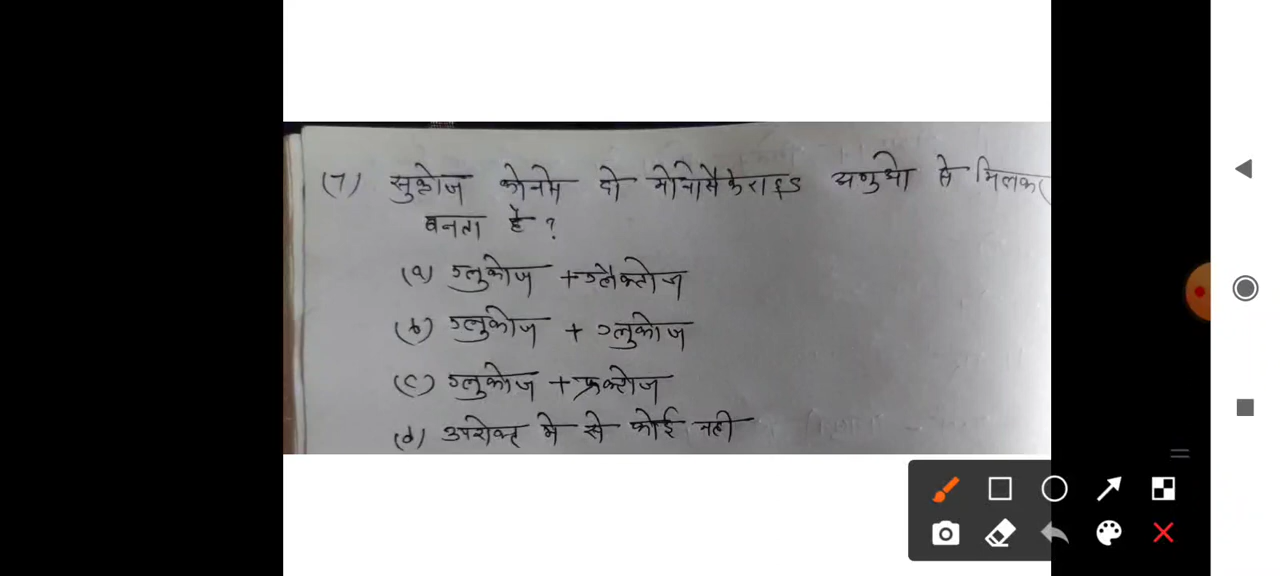 (7) सुक्रोज कोनसे दो मोनोसैकेराइड अणुओ से मिलकर
बनता है ?
(a) ग्लुकोज + ग्लैक्टोज
(b) ग्लुकोज + ग्लुकोज
(c) ग्लुकोज + फ्रक्टोज
(d) उपरोक्त मे से कोई नही